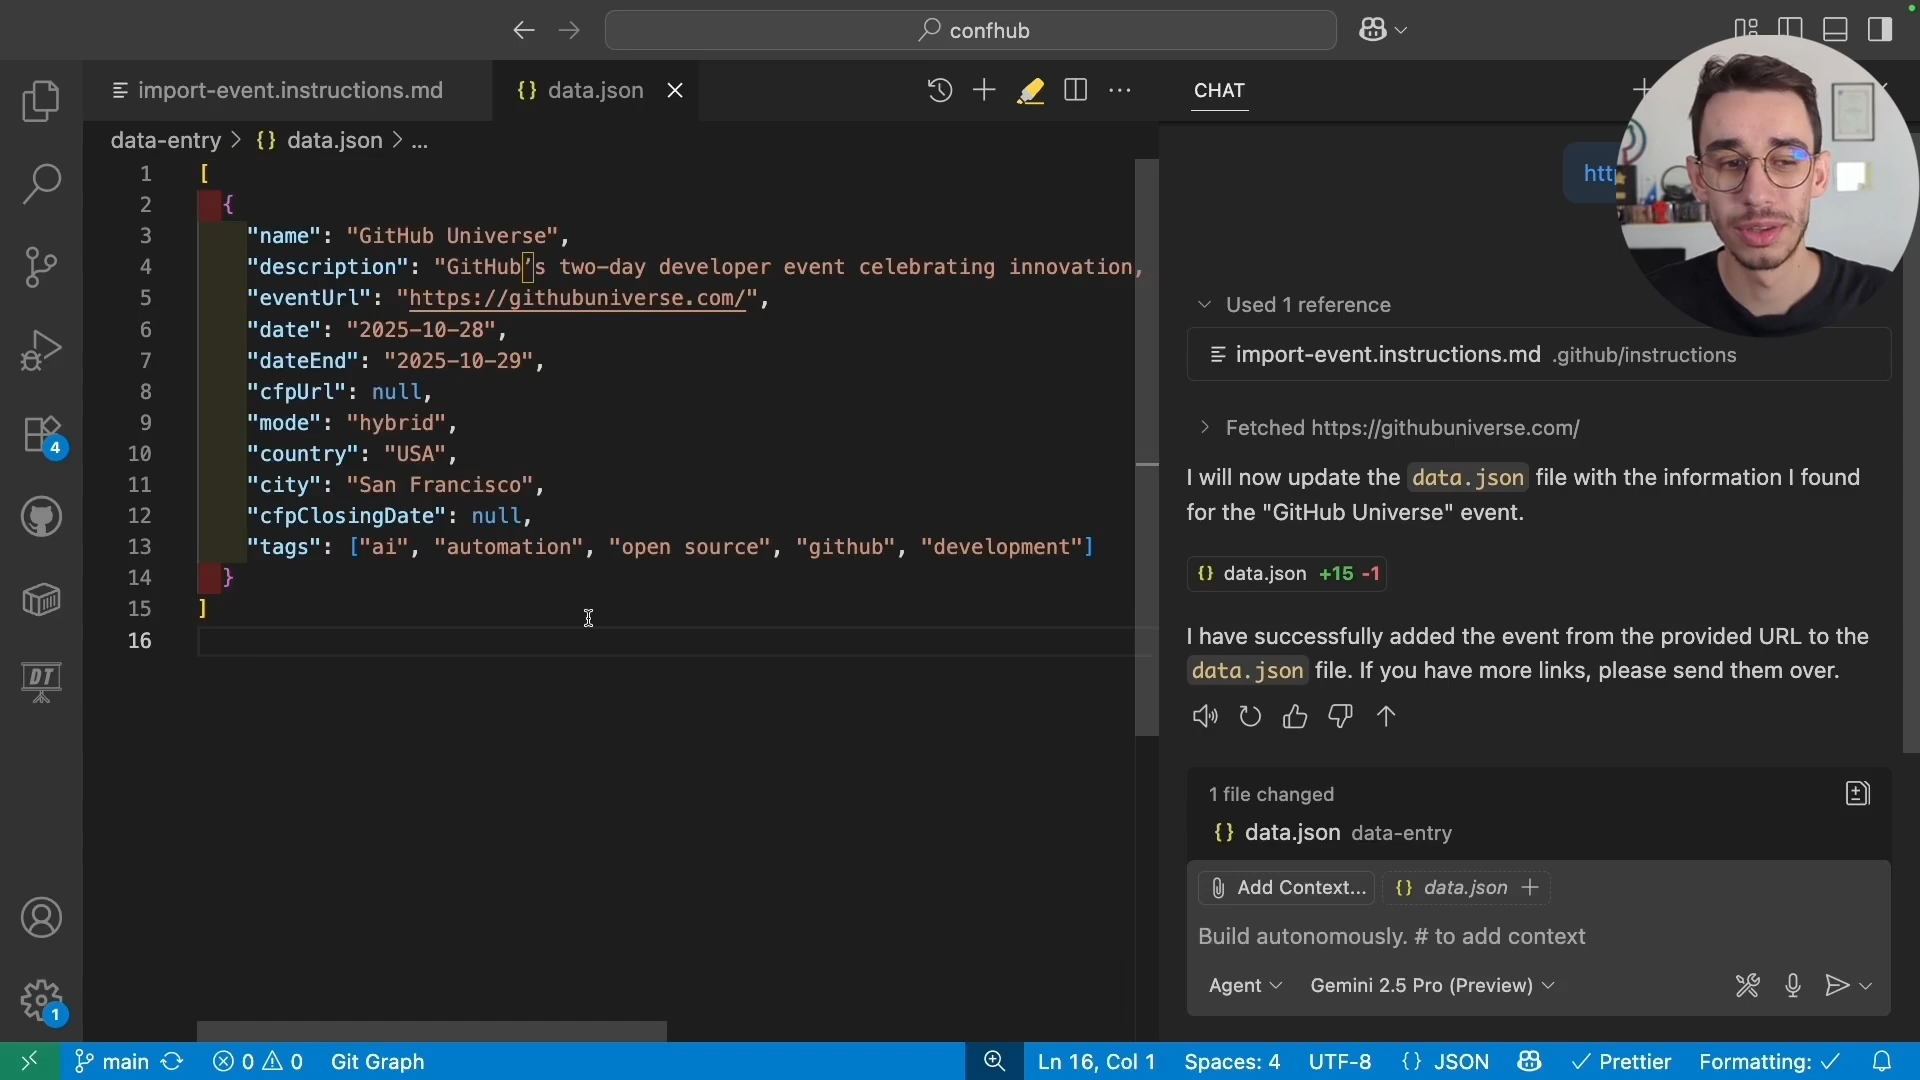 confhub
import-event.instructions.md
{} data.json
CHAT
data-entry > {} data.json > ...
1 [
2 {
3 "name": "GitHub Universe",
4 "description": "GitHub’s two-day developer event celebrating innovation,
5 "eventUrl": "https://githubuniverse.com/",
6 "date": "2025-10-28",
7 "dateEnd": "2025-10-29",
8 "cfpUrl": null,
9 "mode": "hybrid",
10 "country": "USA",
11 "city": "San Francisco",
12 "cfpClosingDate": null,
13 "tags": ["ai", "automation", "open source", "github", "development"]
14 }
15 ]
16
4
DT
1
Used 1 reference
import-event.instructions.md .github/instructions
Fetched https://githubuniverse.com/
I will now update the data.json file with the information I found
for the "GitHub Universe" event.
{} data.json +15 -1
I have successfully added the event from the provided URL to the
data.json file. If you have more links, please send them over.
1 file changed
{} data.json data-entry
Add Context... {} data.json +
Build autonomously. # to add context
Agent Gemini 2.5 Pro (Preview)
main 0 0 Git Graph Ln 16, Col 1 Spaces: 4 UTF-8 {} JSON Prettier Formatting: